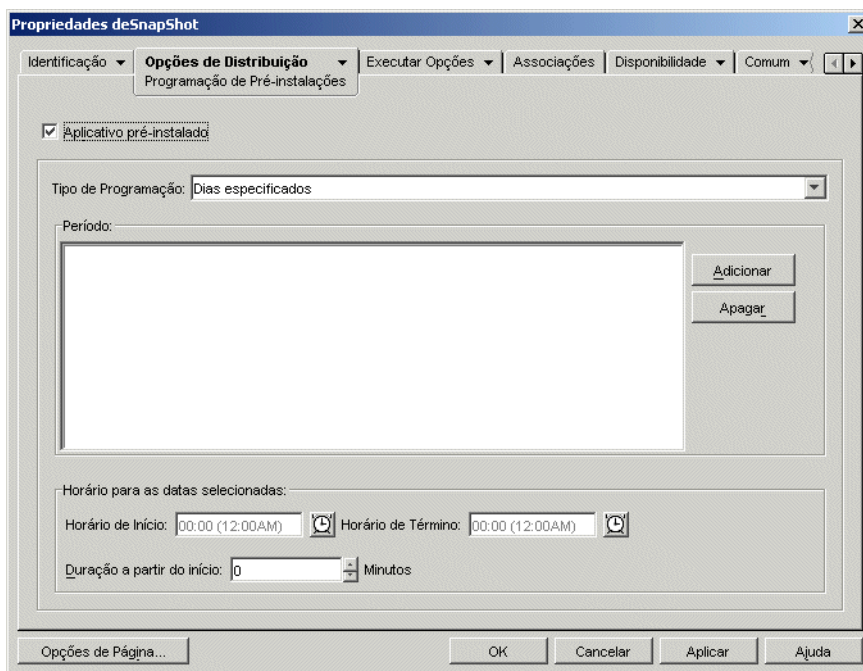 Propriedades deSnapShot
Identificação Opções de Distribuição Executar Opções Associações Disponibilidade Comum
Programação de Pré-instalações
Aplicativo pré-instalado
Tipo de Programação: Dias especificados
Período:
Adicionar
Apagar
Horário para as datas selecionadas:
Horário de Início: 00:00 (12:00AM) Horário de Término: 00:00 (12:00AM)
Duração a partir do início: 0 Minutos
Opções de Página... OK Cancelar Aplicar Ajuda